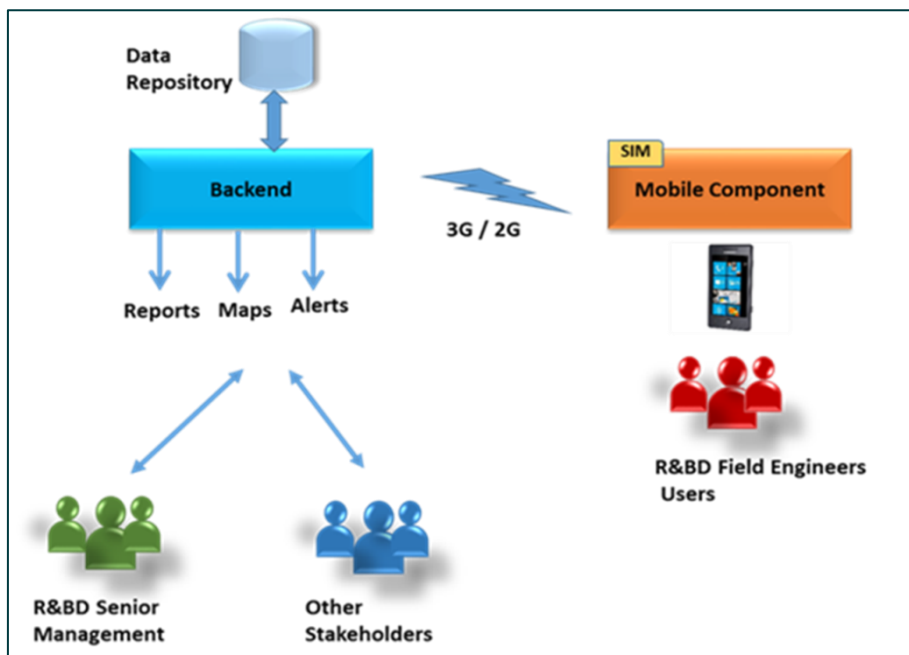 Data
Repository
Backend
SIM
Mobile Component
3G / 2G
Reports
Maps
Alerts
R&BD Field Engineers
Users
R&BD Senior
Management
Other
Stakeholders